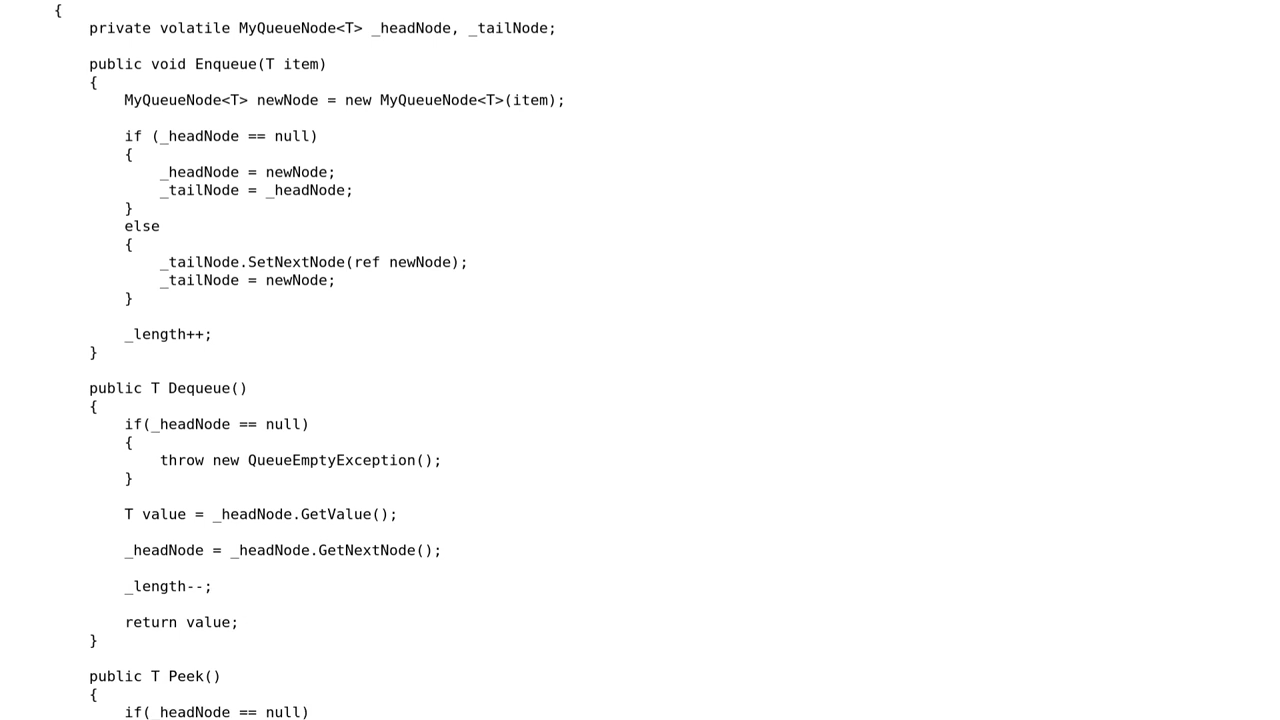 {
private volatile MyQueueNode<T> _headNode, _tailNode;
public void Enqueue(T item)
{
MyQueueNode<T> newNode = new MyQueueNode<T>(item);
if (_headNode == null)
{
_headNode = newNode;
_tailNode = _headNode;
}
else
{
_tailNode.SetNextNode(ref newNode);
_tailNode = newNode;
}
_length++;
}
public T Dequeue()
{
if(_headNode == null)
{
throw new QueueEmptyException();
}
T value = _headNode.GetValue();
_headNode = _headNode.GetNextNode();
_length--;
return value;
}
public T Peek()
{
if(_headNode == null)